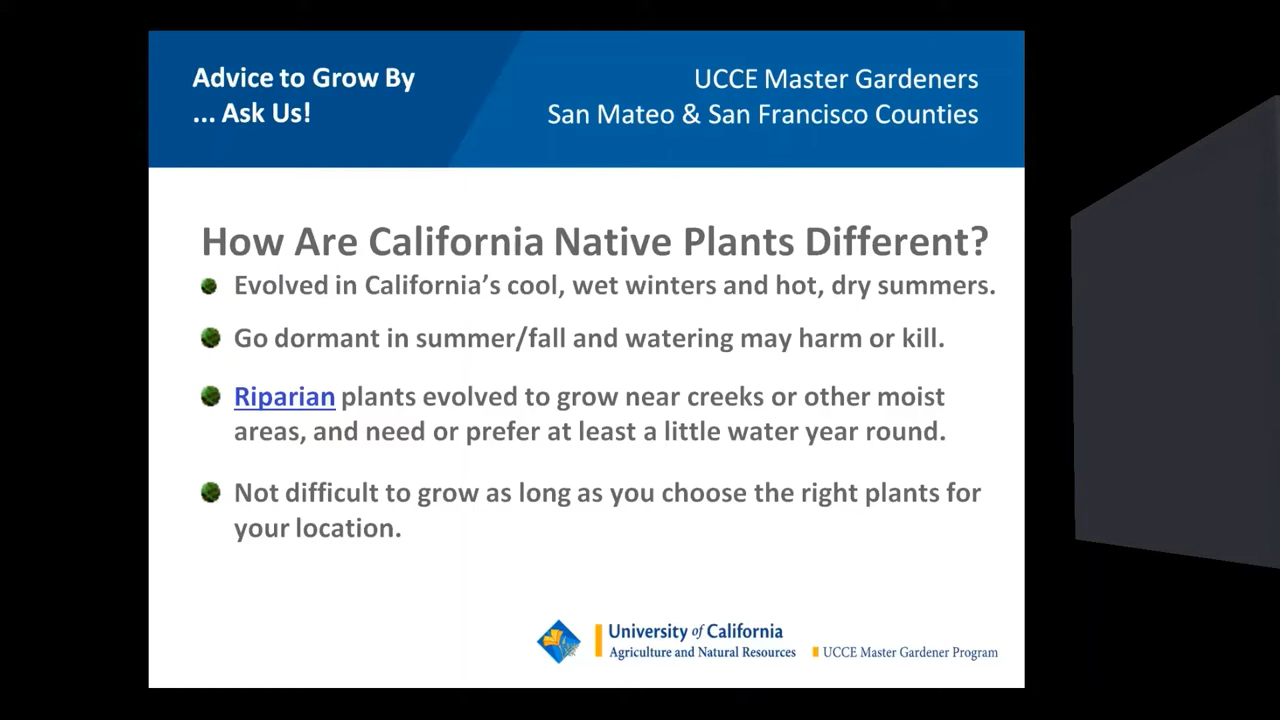 Advice to Grow By
... Ask Us!
UCCE Master Gardeners
San Mateo & San Francisco Counties
How Are California Native Plants Different?
Evolved in California’s cool, wet winters and hot, dry summers.
Go dormant in summer/fall and watering may harm or kill.
Riparian plants evolved to grow near creeks or other moist
areas, and need or prefer at least a little water year round.
Not difficult to grow as long as you choose the right plants for
your location.
University of California
Agriculture and Natural Resources
UCCE Master Gardener Program